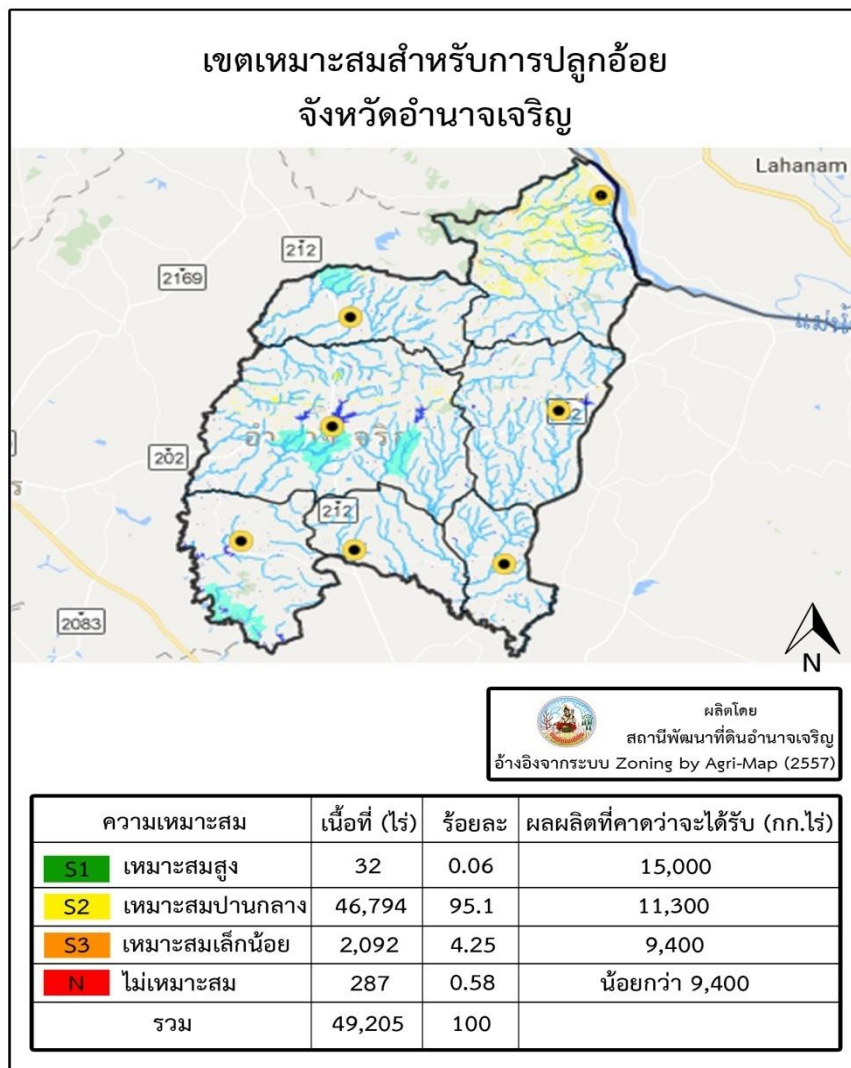 เขตเหมาะสมสำหรับการปลูกอ้อย
จังหวัดอำนาจเจริญ
Lahanam
212
2169
202
212
2083
N
ผลิตโดย
สถานีพัฒนาที่ดินอำนาจเจริญ
อ้างอิงจากระบบ Zoning by Agri-Map (2557)
ความเหมาะสม เนื้อที่ (ไร่) ร้อยละ ผลผลิตที่คาดว่าจะได้รับ (กก.ไร่)
S1 เหมาะสมสูง 32 0.06 15,000
S2 เหมาะสมปานกลาง 46,794 95.1 11,300
S3 เหมาะสมเล็กน้อย 2,092 4.25 9,400
N ไม่เหมาะสม 287 0.58 น้อยกว่า 9,400
รวม 49,205 100